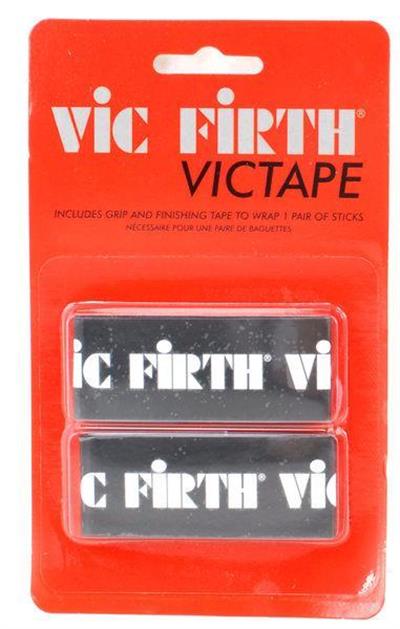 Vic FiRTH®
VICTAPE
INCLUDES GRIP AND FINISHING TAPE TO WRAP 1 PAIR OF STICKS
NÉCESSAIRE POUR UNE PAIRE DE BAGUETTES
ic FiRTH® Vi
c FiRTH® Vic